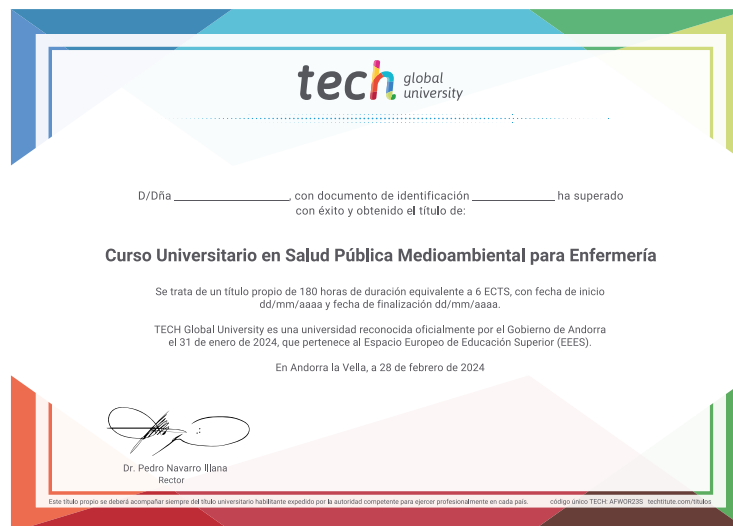 tech global university
D/Dña ____________________, con documento de identificación ______________ ha superado
con éxito y obtenido el título de:
Curso Universitario en Salud Pública Medioambiental para Enfermería
Se trata de un título propio de 180 horas de duración equivalente a 6 ECTS, con fecha de inicio
dd/mm/aaaa y fecha de finalización dd/mm/aaaa.
TECH Global University es una universidad reconocida oficialmente por el Gobierno de Andorra
el 31 de enero de 2024, que pertenece al Espacio Europeo de Educación Superior (EEES).
En Andorra la Vella, a 28 de febrero de 2024
Dr. Pedro Navarro Illana
Rector
Este título propio se deberá acompañar siempre del título universitario habilitante expedido por la autoridad competente para ejercer profesionalmente en cada país. código único TECH: AFWOR23S techtitute.com/titulos